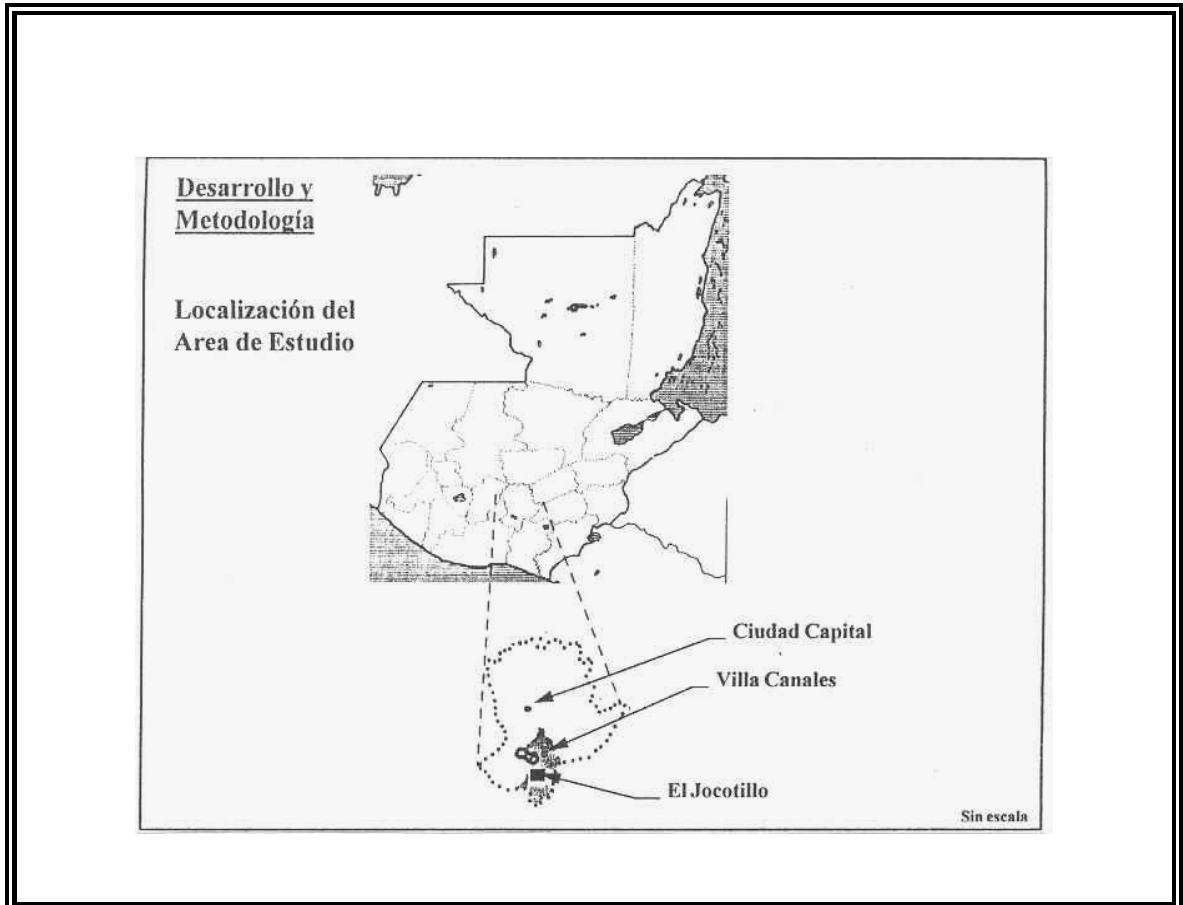 Desarrollo y
Metodología
Localización del
Area de Estudio
Ciudad Capital
Villa Canales
El Jocotillo
Sin escala